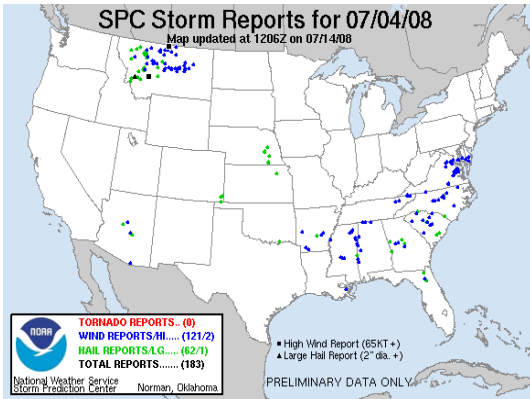 SPC Storm Reports for 07/04/08
Map updated at 1206Z on 07/14/08
TORNADO REPORTS.. (0)
WIND REPORTS/HI..... (121/2)
HAIL REPORTS/LG..... (62/1)
TOTAL REPORTS....... (183)
NOAA
National Weather Service
Storm Prediction Center Norman, Oklahoma
High Wind Report (65KT +)
Large Hail Report (2" dia. +)
PRELIMINARY DATA ONLY